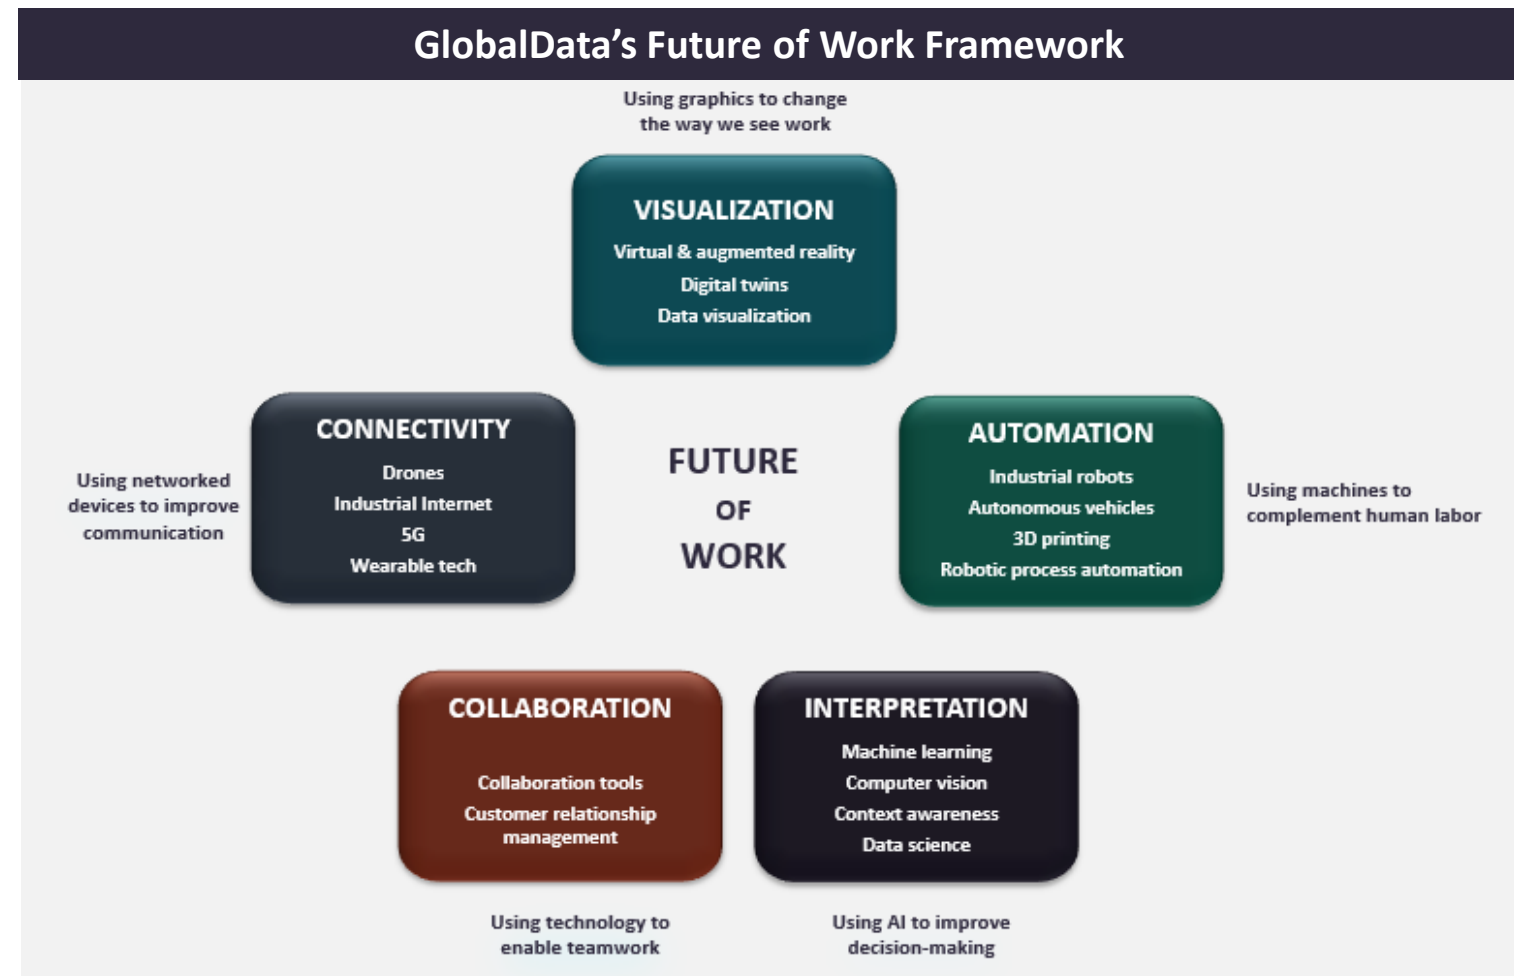 GlobalData’s Future of Work Framework
Using graphics to change
the way we see work
VISUALIZATION
Virtual & augmented reality
Digital twins
Data visualization
CONNECTIVITY
Drones
Industrial Internet
5G
Wearable tech
Using networked
devices to improve
communication
FUTURE
OF
WORK
AUTOMATION
Industrial robots
Autonomous vehicles
3D printing
Robotic process automation
Using machines to
complement human labor
COLLABORATION
Collaboration tools
Customer relationship
management
Using technology to
enable teamwork
INTERPRETATION
Machine learning
Computer vision
Context awareness
Data science
Using AI to improve
decision-making